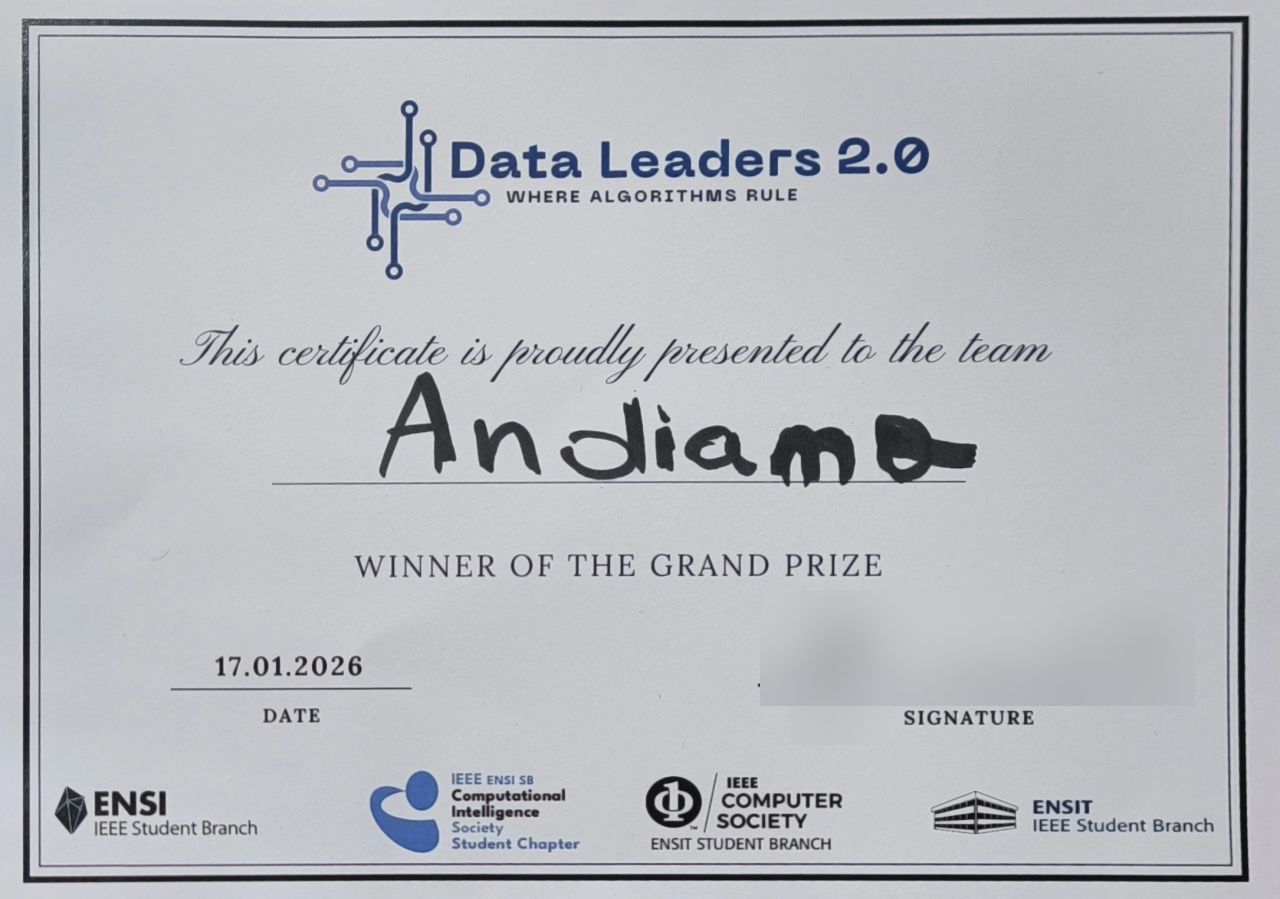 Data Leaders 2.0
WHERE ALGORITHMS RULE
This certificate is proudly presented to the team
Andiamo
WINNER OF THE GRAND PRIZE
17.01.2026
DATE
SIGNATURE
ENSI
IEEE Student Branch
IEEE ENSI SB
Computational
Intelligence
Society
Student Chapter
IEEE
COMPUTER
SOCIETY
ENSIT STUDENT BRANCH
ENSIT
IEEE Student Branch